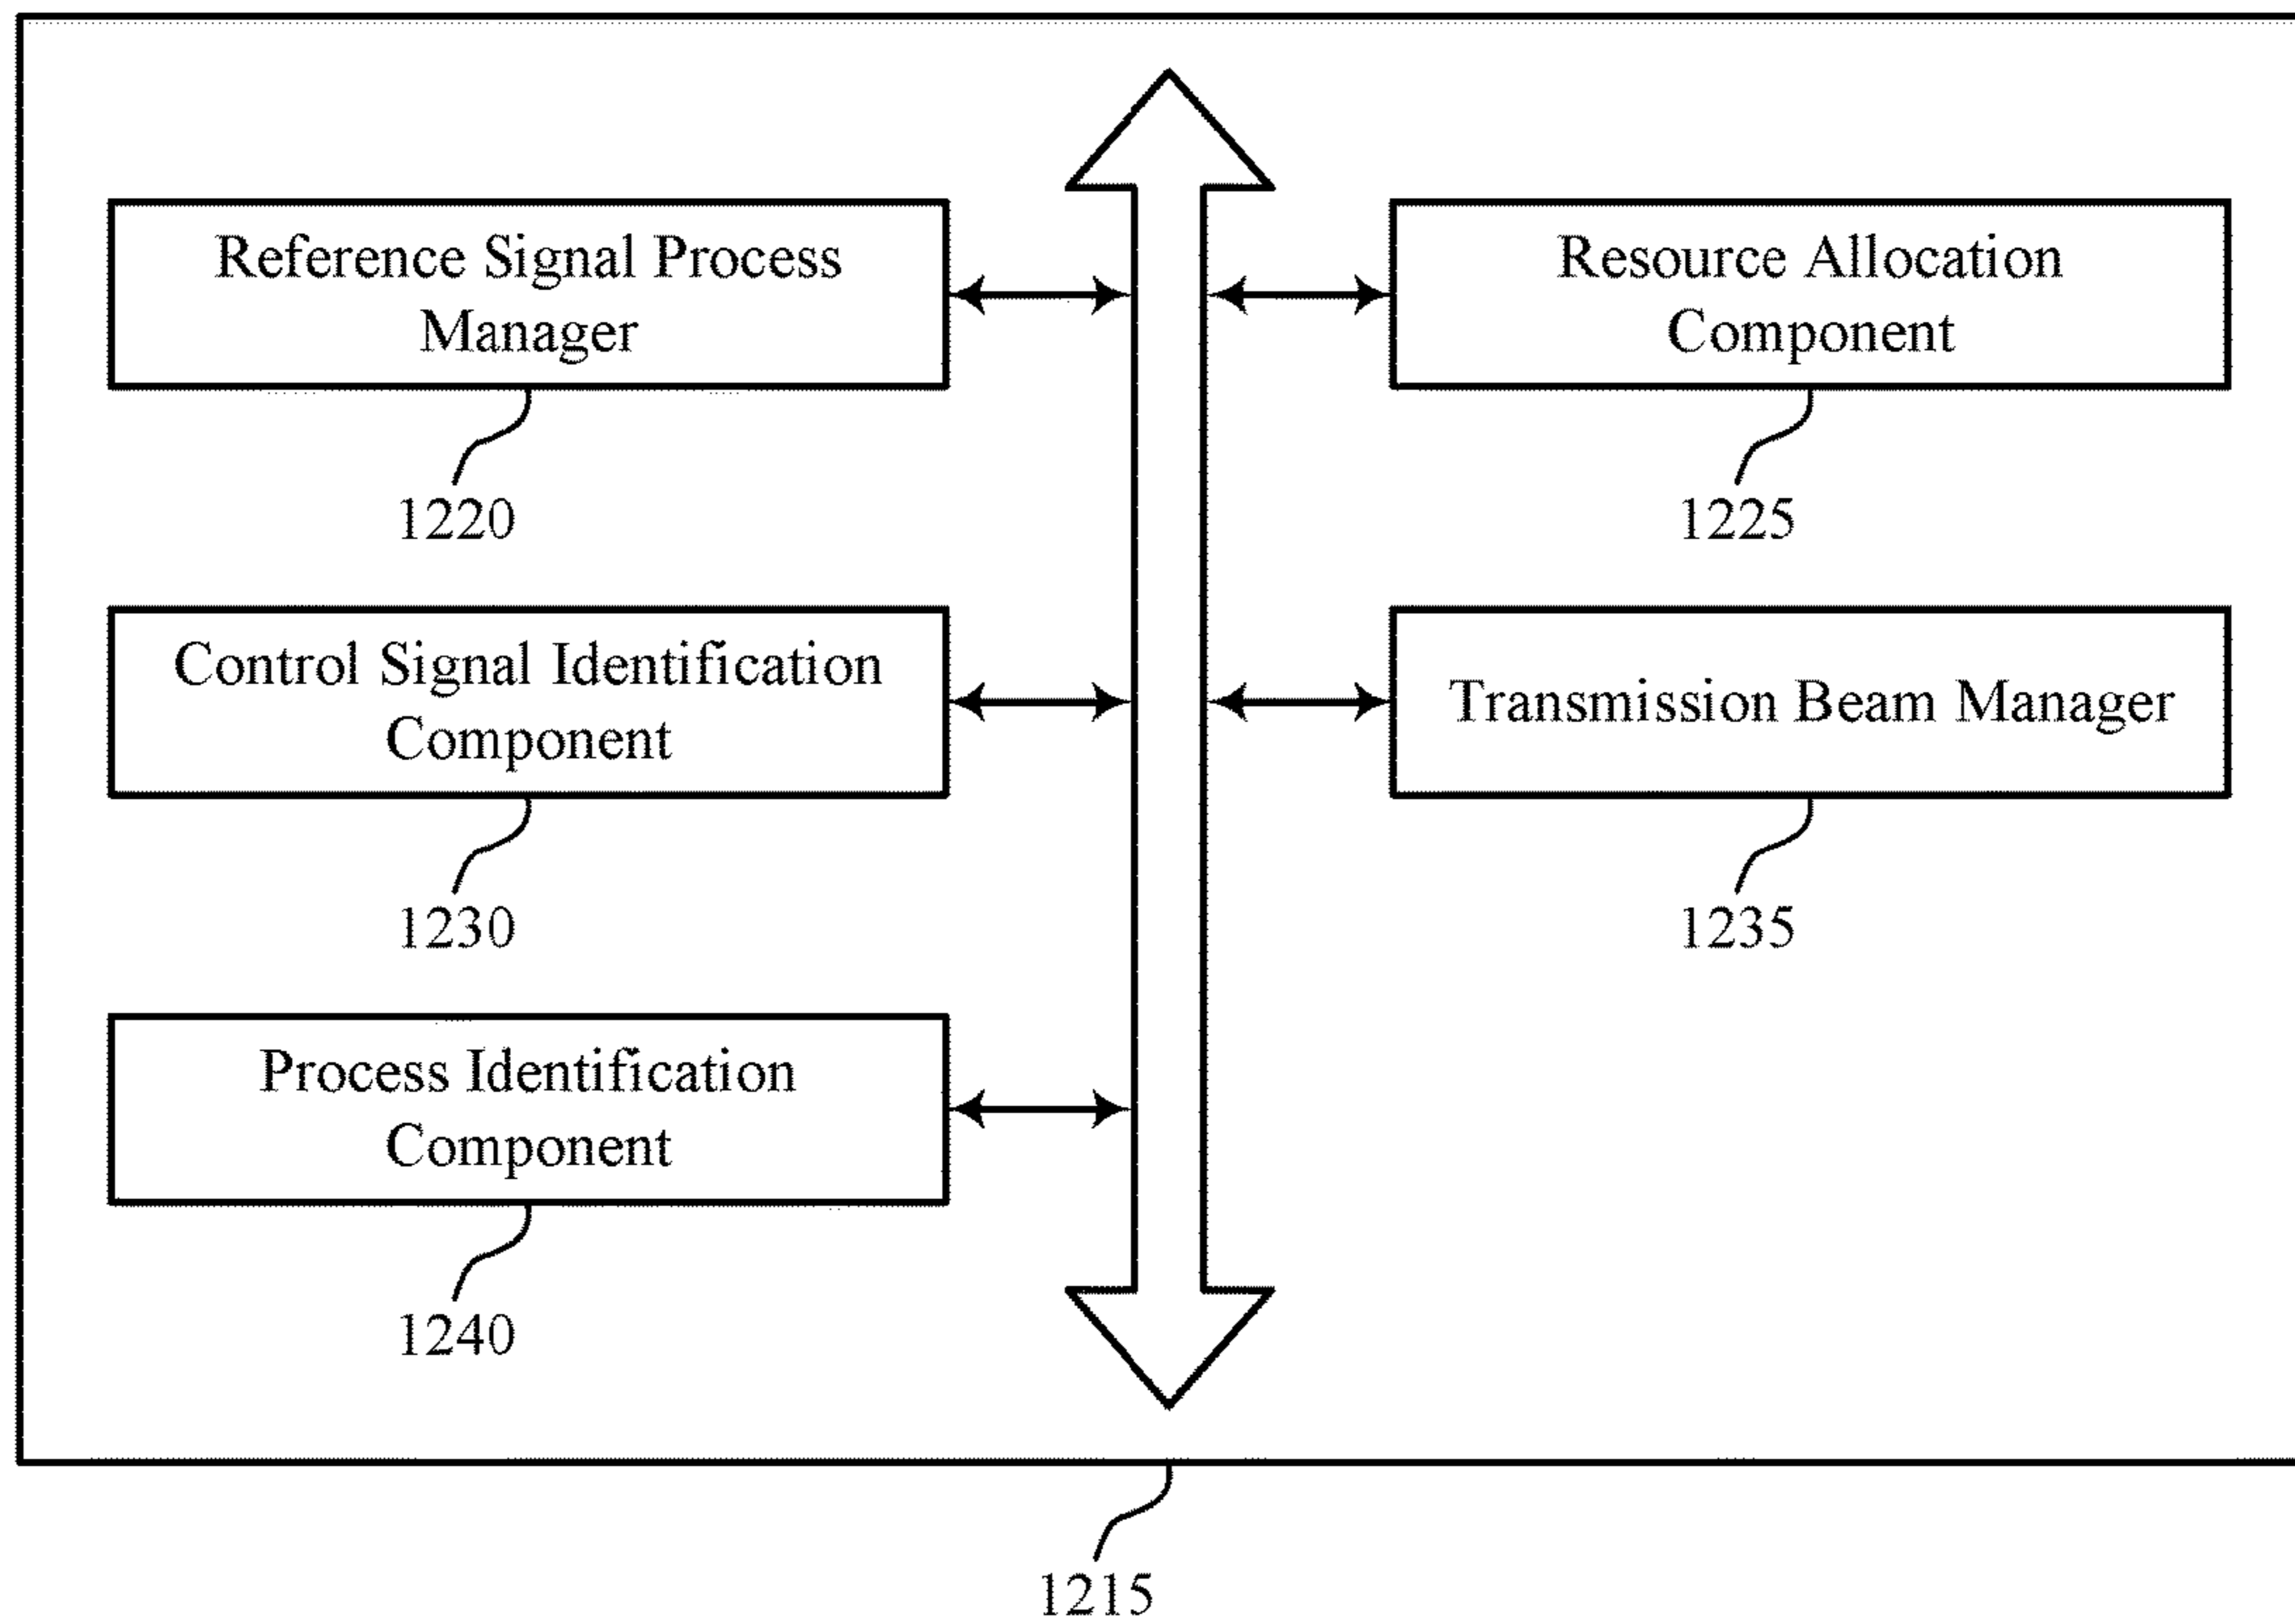 Reference Signal Process
Manager
1220
Resource Allocation
Component
1225
Control Signal Identification
Component
1230
Transmission Beam Manager
1235
Process Identification
Component
1240
1215